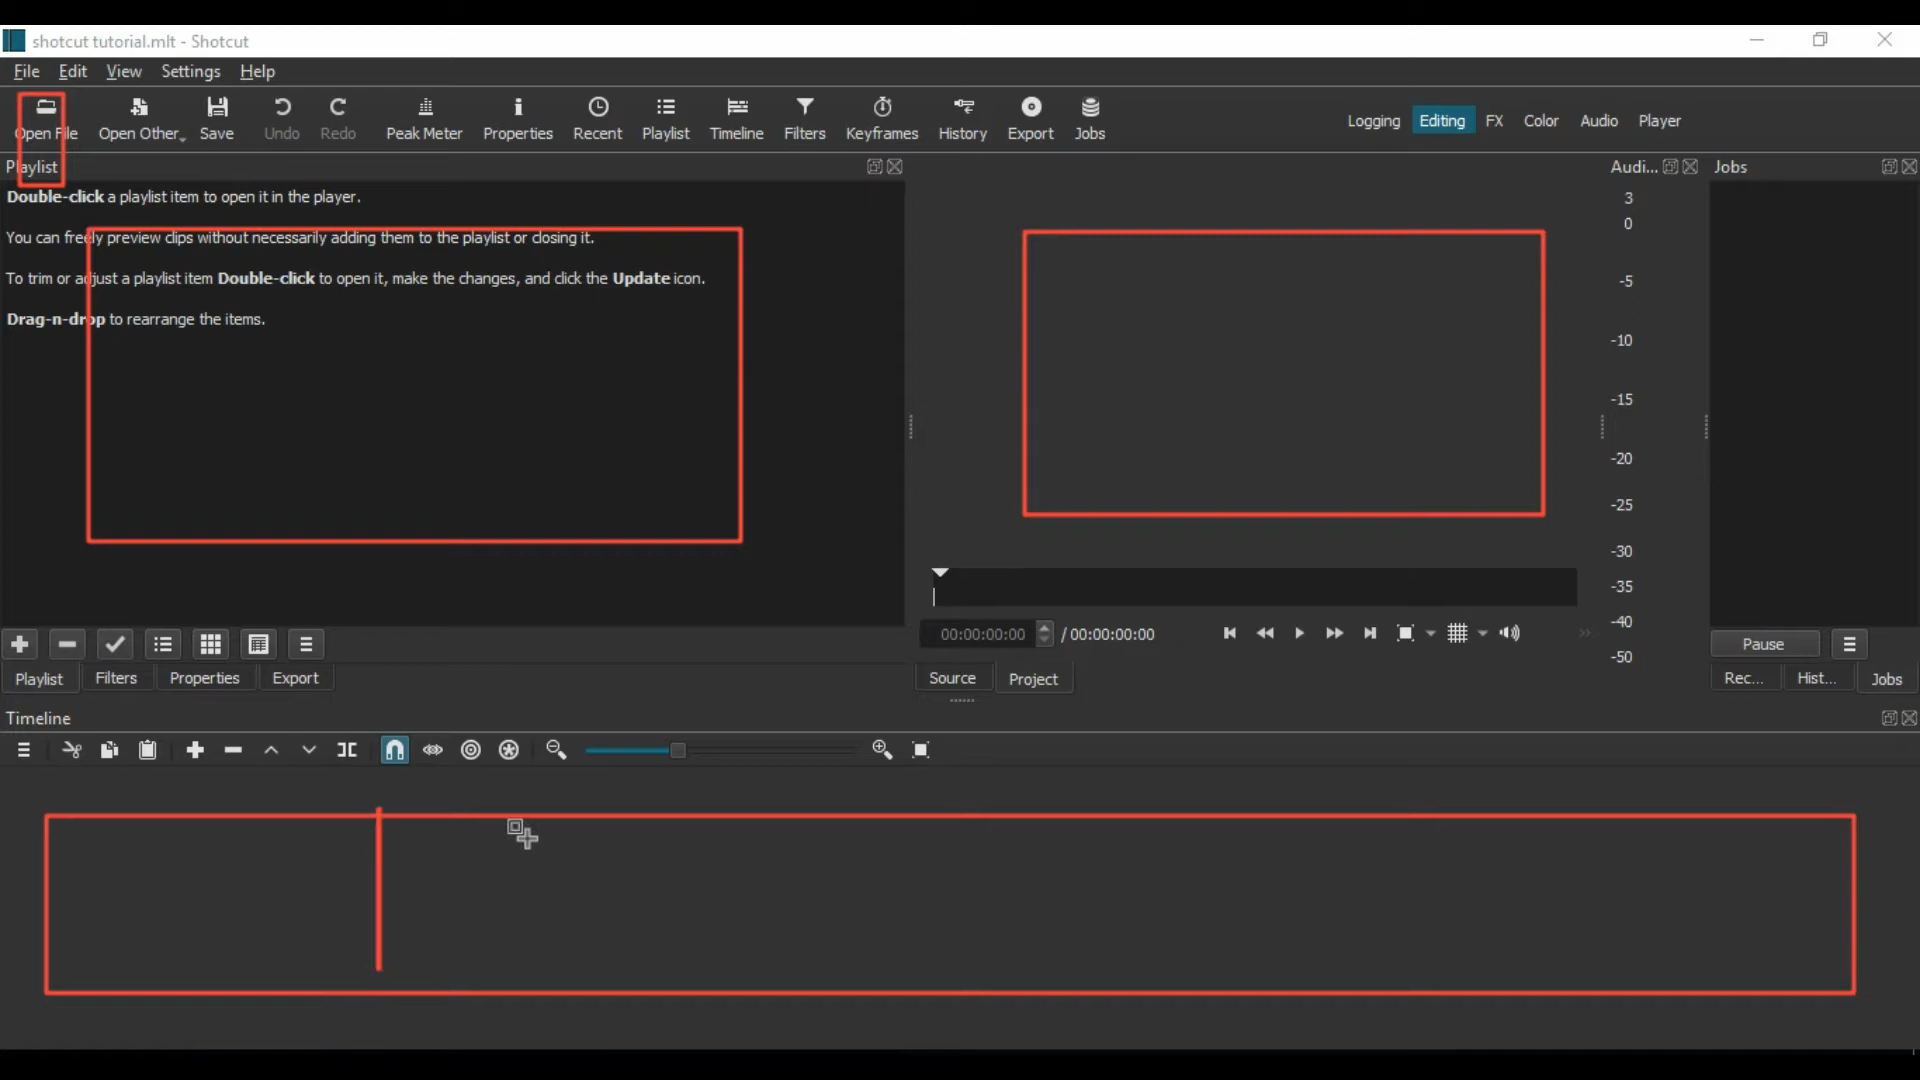 shotcut tutorial.mlt - Shotcut
File Edit View Settings Help
Open File Open Other Save Undo Redo Peak Meter Properties Recent Playlist Timeline Filters Keyframes History Export Jobs
Logging Editing FX Color Audio Player
Playlist
Double-click a playlist item to open it in the player.
You can freely preview clips without necessarily adding them to the playlist or closing it.
To trim or adjust a playlist item Double-click to open it, make the changes, and click the Update icon.
Drag-n-drop to rearrange the items.
Playlist Filters Properties Export
00:00:00:00 / 00:00:00:00
Source Project
Audi...
3
0
-5
-10
-15
-20
-25
-30
-35
-40
-50
Jobs
Pause
Rec... Hist... Jobs
Timeline